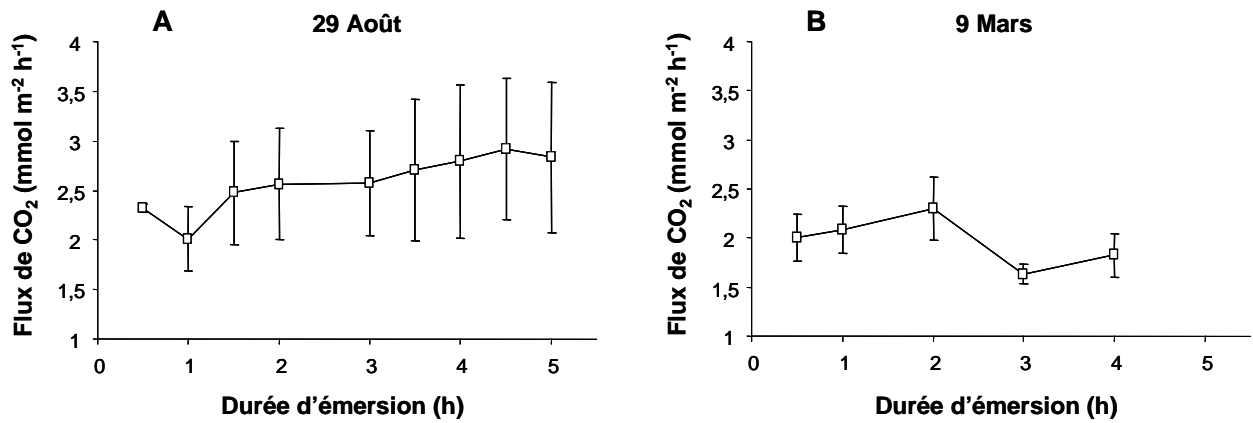 A
29 Août
Flux de CO₂ (mmol m⁻² h⁻¹)
4
3,5
3
2,5
2
1,5
1
0 1 2 3 4 5
Durée d’émersion (h)
B
9 Mars
Flux de CO₂ (mmol m⁻² h⁻¹)
4
3,5
3
2,5
2
1,5
1
0 1 2 3 4 5
Durée d’émersion (h)